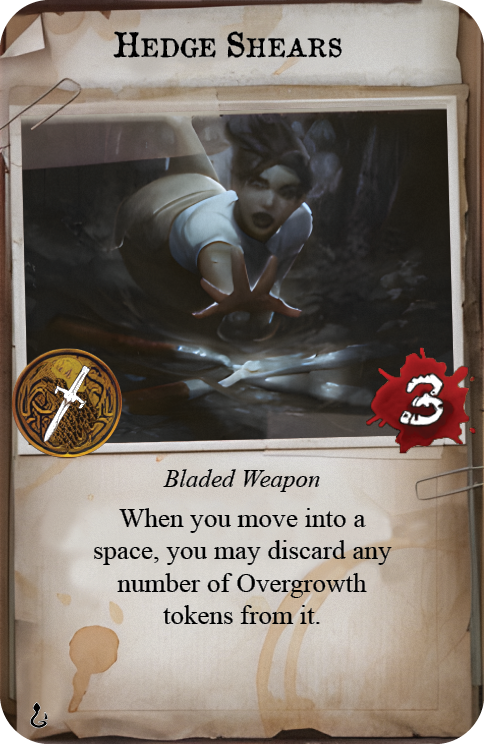 HEDGE SHEARS
3
Bladed Weapon
When you move into a
space, you may discard any
number of Overgrowth
tokens from it.